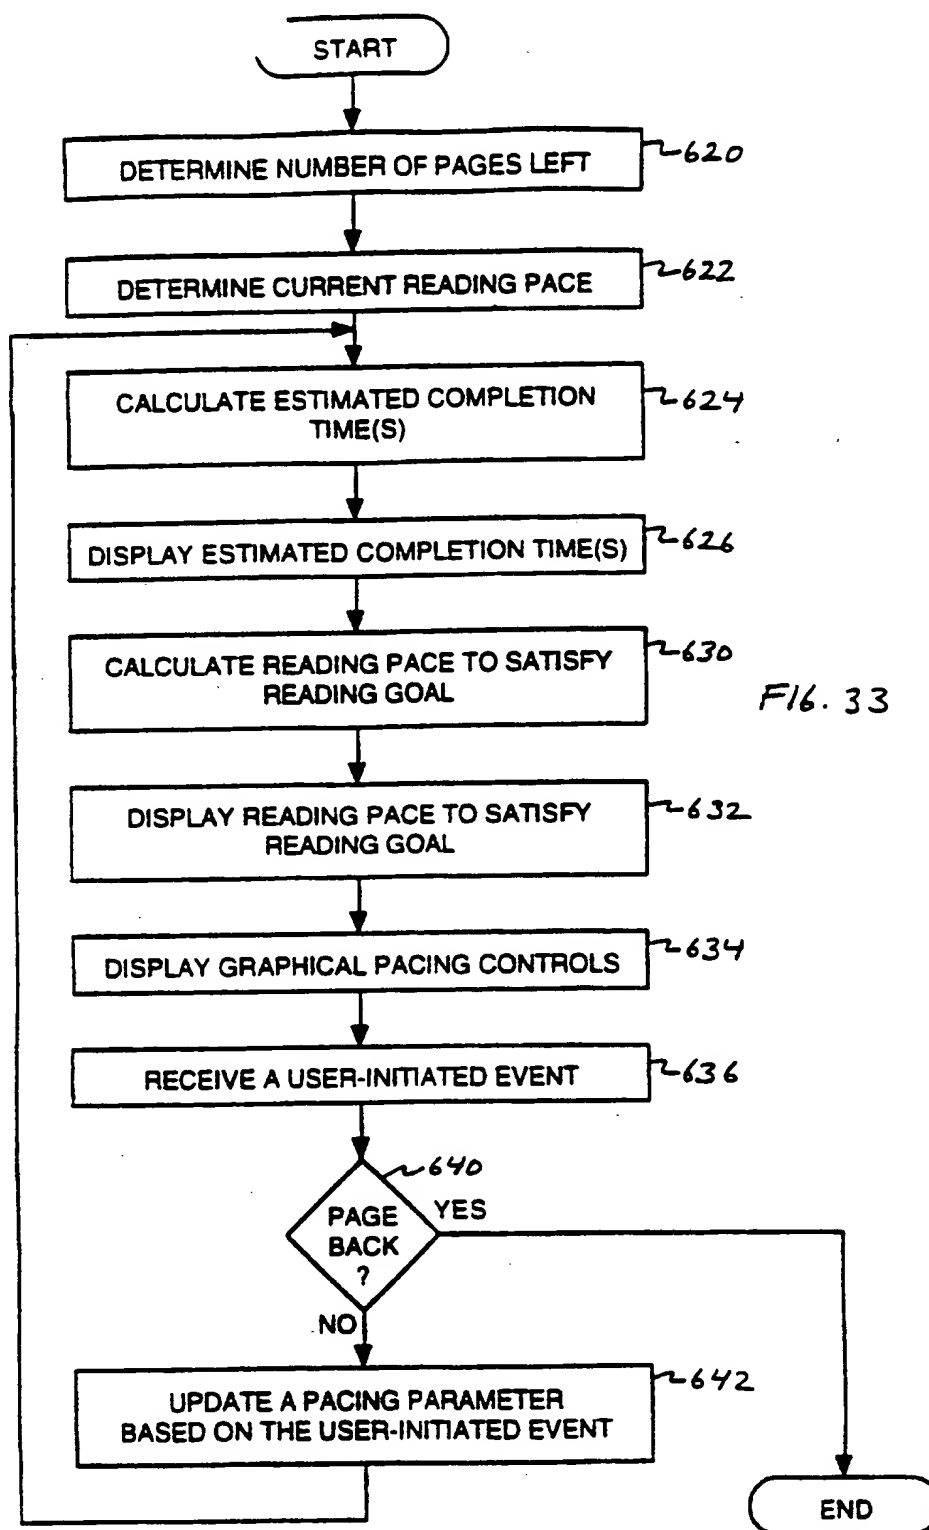 START
DETERMINE NUMBER OF PAGES LEFT
620
DETERMINE CURRENT READING PACE
622
CALCULATE ESTIMATED COMPLETION
TIME(S)
624
DISPLAY ESTIMATED COMPLETION TIME(S)
626
CALCULATE READING PACE TO SATISFY
READING GOAL
630
FIG. 33
DISPLAY READING PACE TO SATISFY
READING GOAL
632
DISPLAY GRAPHICAL PACING CONTROLS
634
RECEIVE A USER-INITIATED EVENT
636
640
PAGE
BACK
?
YES
NO
UPDATE A PACING PARAMETER
BASED ON THE USER-INITIATED EVENT
642
END